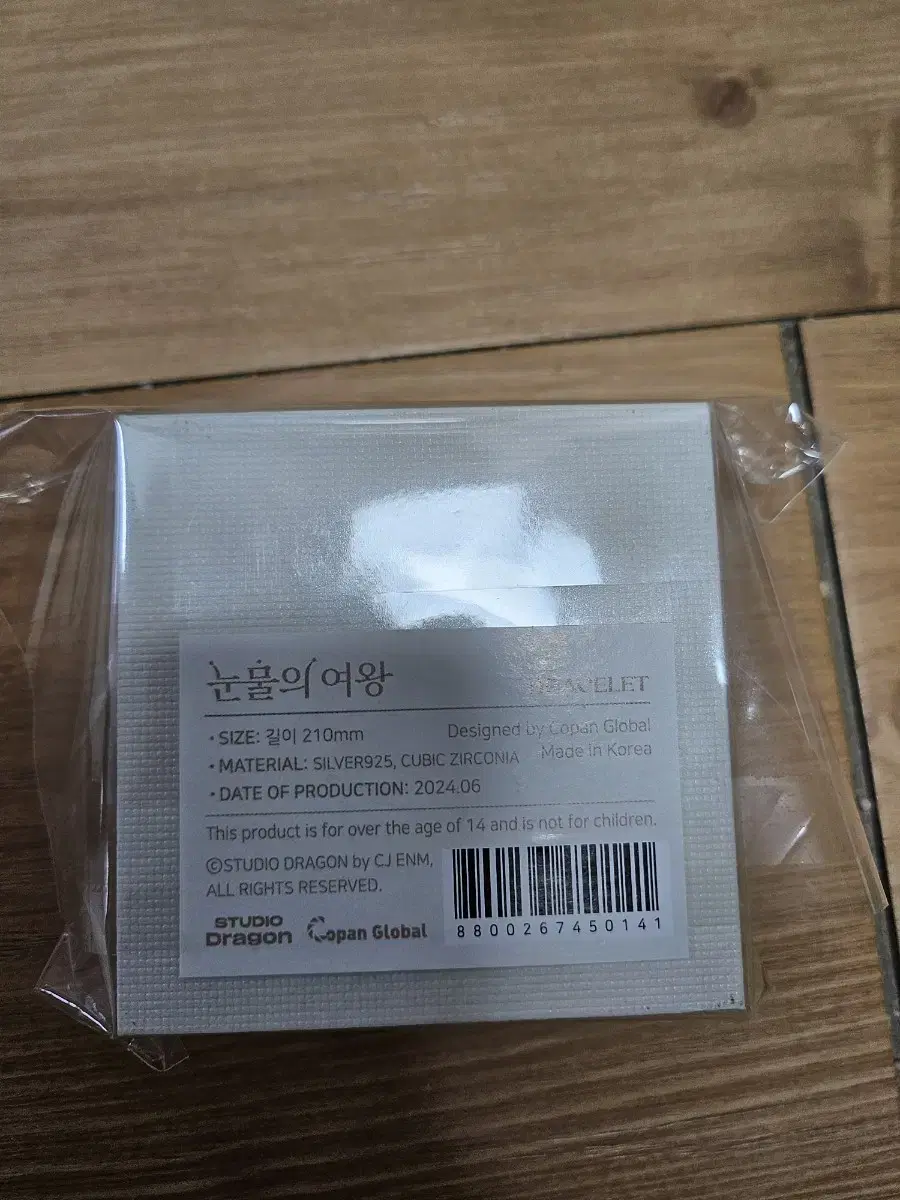 눈물의 여왕
BRACELET
• SIZE: 길이 210mm
Designed by Copan Global
Made in Korea
• MATERIAL: SILVER925, CUBIC ZIRCONIA
• DATE OF PRODUCTION: 2024.06
This product is for over the age of 14 and is not for children.
©STUDIO DRAGON by CJ ENM,
ALL RIGHTS RESERVED.
STUDIO
Dragon
Copan Global
8800267450141